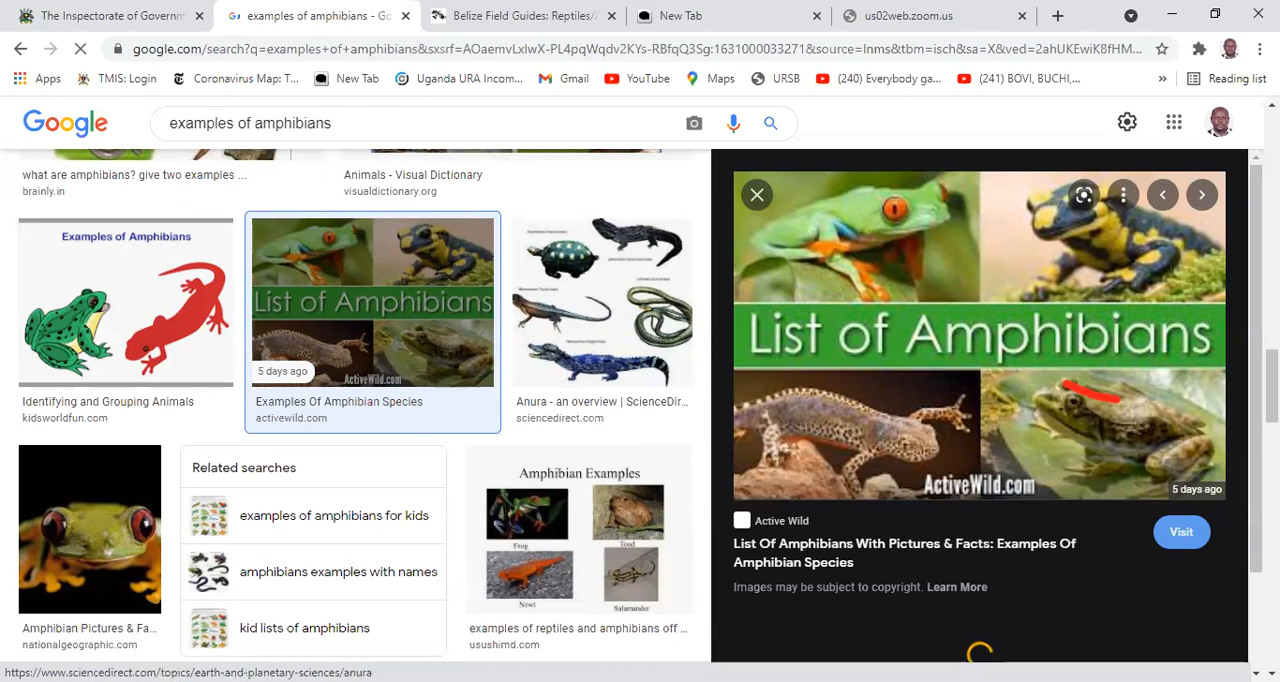 The Inspectorate of Governm
examples of amphibians - Go
Belize Field Guides: Reptiles/A
New Tab
us02web.zoom.us
google.com/search?q=examples+of+amphibians&sxsrf=AOaemvLxlwX-PL4pqWqdv2KYs-RBfqQ3Sg:1631000033271&source=lnms&tbm=isch&sa=X&ved=2ahUKEwiK8fHM...
Apps
TMIS: Login
Coronavirus Map: T...
New Tab
Uganda URA Incom...
Gmail
YouTube
Maps
URSB
(240) Everybody ga...
(241) BOVI, BUCHI,...
»
Reading list
Google
examples of amphibians
what are amphibians? give two examples ...
brainly.in
Animals - Visual Dictionary
visualdictionary.org
Examples of Amphibians
Identifying and Grouping Animals
kidsworldfun.com
List of Amphibians
5 days ago
ActiveWild.com
Examples Of Amphibian Species
activewild.com
Anura - an overview | ScienceDir...
sciencedirect.com
Amphibian Pictures & Fa...
nationalgeographic.com
Related searches
examples of amphibians for kids
amphibians examples with names
kid lists of amphibians
Amphibian Examples
Frog
Toad
Newt
Salamander
examples of reptiles and amphibians off ...
usushimd.com
List of Amphibians
ActiveWild.com
5 days ago
Active Wild
Visit
List Of Amphibians With Pictures & Facts: Examples Of
Amphibian Species
Images may be subject to copyright. Learn More
https://www.sciencedirect.com/topics/earth-and-planetary-sciences/anura